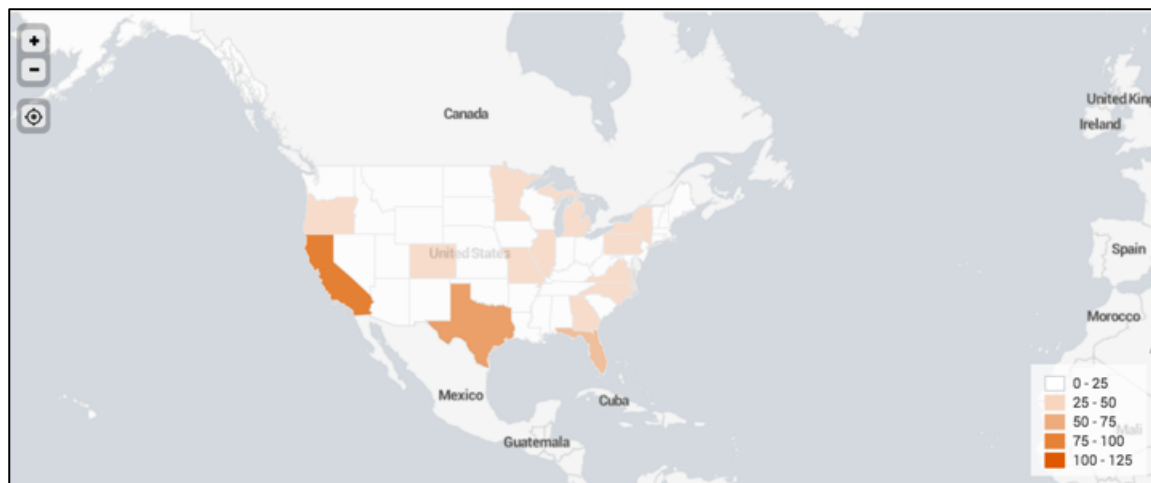 +
−
Canada
United King
Ireland
United States
Spain
Morocco
Mexico
Cuba
Guatemala
Mali
0 - 25
25 - 50
50 - 75
75 - 100
100 - 125